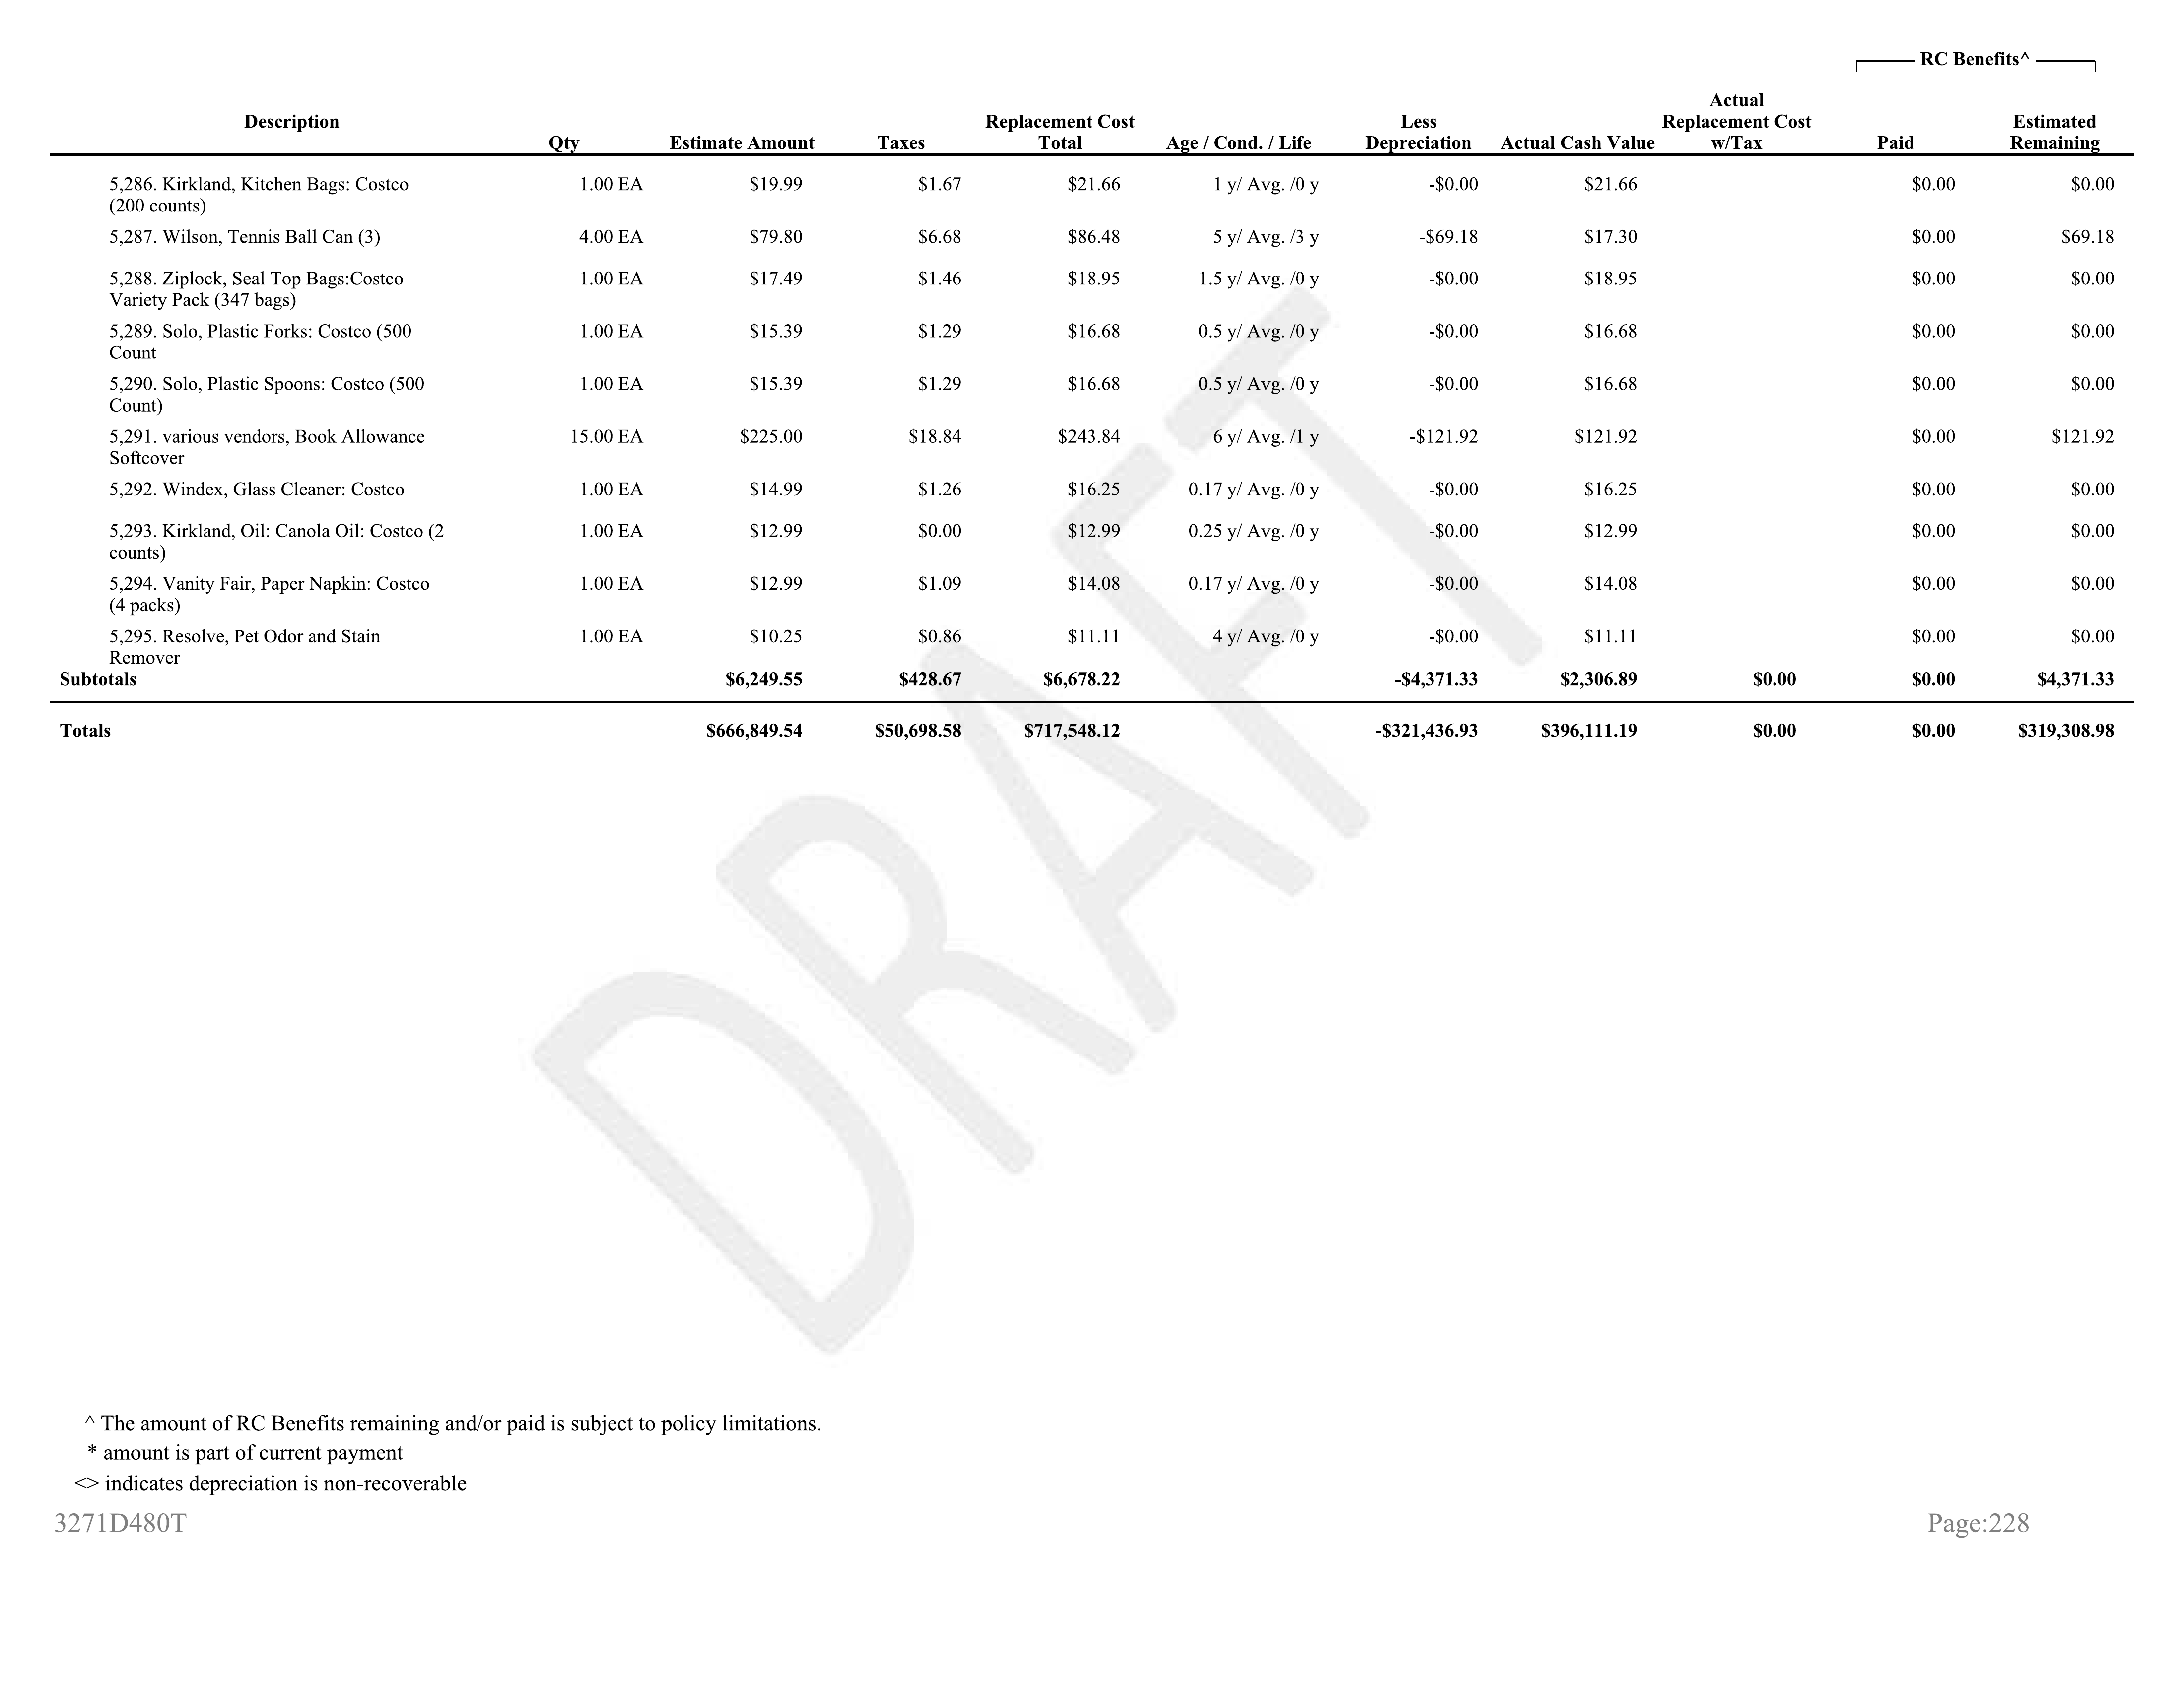 RC Benefits^
Description Qty Estimate Amount Taxes Replacement Cost Total Age / Cond. / Life Less Depreciation Actual Cash Value Actual Replacement Cost w/Tax Paid Estimated Remaining
5,286. Kirkland, Kitchen Bags: Costco 1.00 EA $19.99 $1.67 $21.66 1 y/ Avg. /0 y -$0.00 $21.66 $0.00 $0.00
(200 counts)
5,287. Wilson, Tennis Ball Can (3) 4.00 EA $79.80 $6.68 $86.48 5 y/ Avg. /3 y -$69.18 $17.30 $0.00 $69.18
5,288. Ziplock, Seal Top Bags:Costco 1.00 EA $17.49 $1.46 $18.95 1.5 y/ Avg. /0 y -$0.00 $18.95 $0.00 $0.00
Variety Pack (347 bags)
5,289. Solo, Plastic Forks: Costco (500 1.00 EA $15.39 $1.29 $16.68 0.5 y/ Avg. /0 y -$0.00 $16.68 $0.00 $0.00
Count
5,290. Solo, Plastic Spoons: Costco (500 1.00 EA $15.39 $1.29 $16.68 0.5 y/ Avg. /0 y -$0.00 $16.68 $0.00 $0.00
Count)
5,291. various vendors, Book Allowance 15.00 EA $225.00 $18.84 $243.84 6 y/ Avg. /1 y -$121.92 $121.92 $0.00 $121.92
Softcover
5,292. Windex, Glass Cleaner: Costco 1.00 EA $14.99 $1.26 $16.25 0.17 y/ Avg. /0 y -$0.00 $16.25 $0.00 $0.00
5,293. Kirkland, Oil: Canola Oil: Costco (2 1.00 EA $12.99 $0.00 $12.99 0.25 y/ Avg. /0 y -$0.00 $12.99 $0.00 $0.00
counts)
5,294. Vanity Fair, Paper Napkin: Costco 1.00 EA $12.99 $1.09 $14.08 0.17 y/ Avg. /0 y -$0.00 $14.08 $0.00 $0.00
(4 packs)
5,295. Resolve, Pet Odor and Stain 1.00 EA $10.25 $0.86 $11.11 4 y/ Avg. /0 y -$0.00 $11.11 $0.00 $0.00
Remover
Subtotals $6,249.55 $428.67 $6,678.22 -$4,371.33 $2,306.89 $0.00 $0.00 $4,371.33
Totals $666,849.54 $50,698.58 $717,548.12 -$321,436.93 $396,111.19 $0.00 $0.00 $319,308.98
DRAFT
^ The amount of RC Benefits remaining and/or paid is subject to policy limitations.
* amount is part of current payment
<> indicates depreciation is non-recoverable
3271D480T Page:228